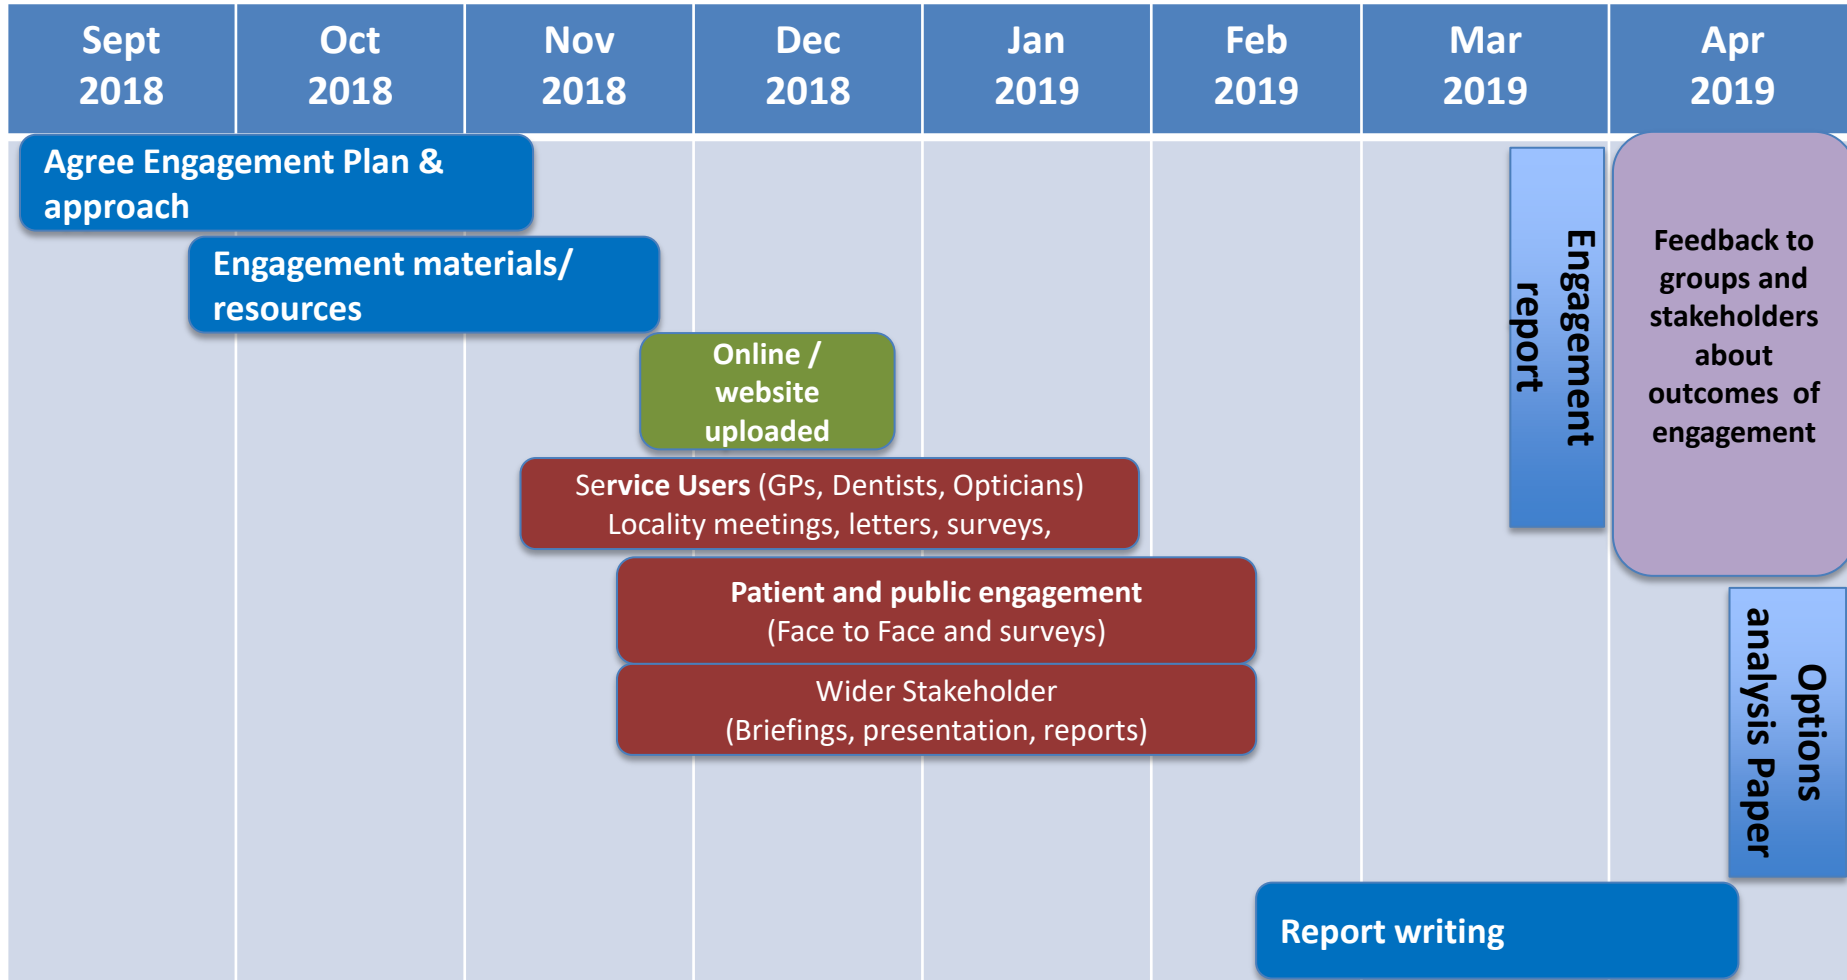 Sept
2018
Oct
2018
Nov
2018
Dec
2018
Jan
2019
Feb
2019
Mar
2019
Apr
2019
Agree Engagement Plan &
approach
Engagement materials/
resources
Online /
website
uploaded
Service Users (GPs, Dentists, Opticians)
Locality meetings, letters, surveys,
Patient and public engagement
(Face to Face and surveys)
Wider Stakeholder
(Briefings, presentation, reports)
Engagement
report
Feedback to
groups and
stakeholders
about
outcomes of
engagement
Options
analysis Paper
Report writing